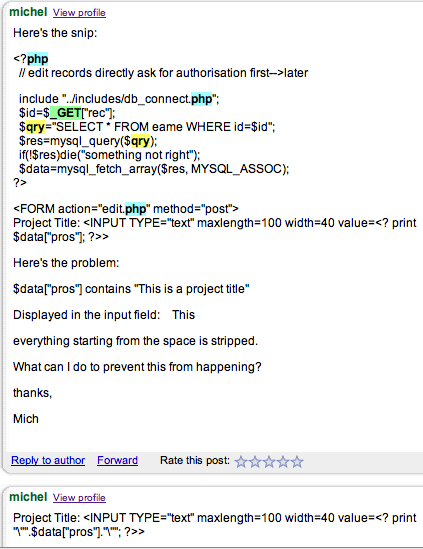 michel View profile
Here's the snip:
<?php
// edit records directly ask for authorisation first-->later
include "../includes/db_connect.php";
$id=$_GET["rec"];
$qry="SELECT * FROM eame WHERE id=$id";
$res=mysql_query($qry);
if(!$res)die("something not right");
$data=mysql_fetch_array($res, MYSQL_ASSOC);
?>
<FORM action="edit.php" method="post">
Project Title: <INPUT TYPE="text" maxlength=100 width=40 value=<? print
$data["pros"]; ?>>
Here's the problem:
$data["pros"] contains "This is a project title"
Displayed in the input field:    This
everything starting from the space is stripped.
What can I do to prevent this from happening?
thanks,
Mich
Reply to author Forward Rate this post:
michel View profile
Project Title: <INPUT TYPE="text" maxlength=100 width=40 value=<? print
"\"".$data["pros"]."\""; ?>>